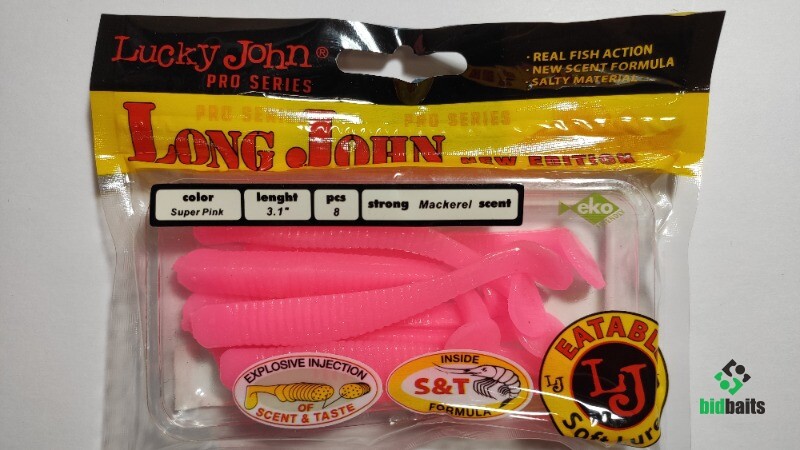 Lucky John®
PRO SERIES
· REAL FISH ACTION
· NEW SCENT FORMULA
· SALTY MATERIAL
PRO SERIES PRO SERIES
LONG JOHN NEW EDITION
color lenght pcs strong Mackerel scent
Super Pink 3.1" 8
eko
EXPLOSIVE INJECTION
OF
SCENT & TASTE
INSIDE
S&T
FORMULA
EATABLE
LJ
LJ
Soft Lure
bidbaits